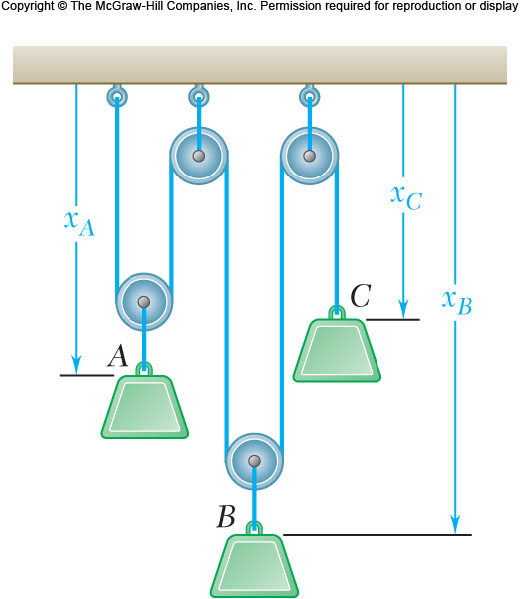 Copyright © The McGraw-Hill Companies, Inc. Permission required for reproduction or display
x_C
x_A
C
x_B
A
B